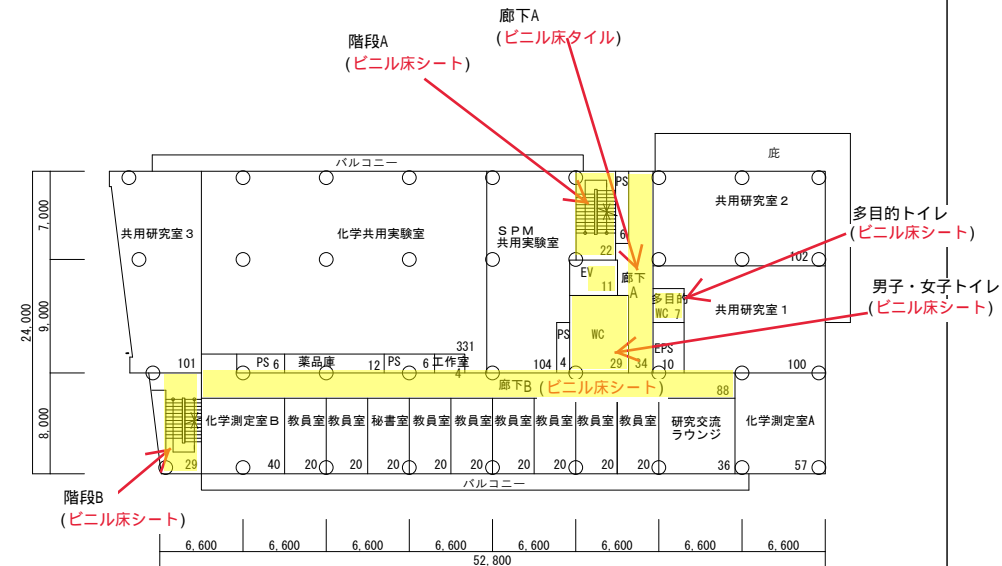 廊下A
(ビニル床タイル)
階段A
(ビニル床シート)
庇
バルコニー
PS
共用研究室2
多目的トイレ
(ビニル床シート)
共用研究室3
化学共用実験室
SPM
共用実験室
6
22
102
EV
廊下
A
11
男子・女子トイレ
(ビニル床シート)
多目的
WC 7
共用研究室1
PS
WC
EPS
331
101
PS 6
薬品庫
12
PS
6
工作室
4
104
4
29
34
10
100
廊下B (ビニル床シート)
88
化学測定室B
教員室
教員室
秘書室
教員室
教員室
教員室
教員室
教員室
教員室
研究交流
ラウンジ
化学測定室A
29
40
20
20
20
20
20
20
20
20
20
36
57
バルコニー
階段B
(ビニル床シート)
7,000
9,000
8,000
24,000
6,600
6,600
6,600
6,600
6,600
6,600
6,600
6,600
52,800